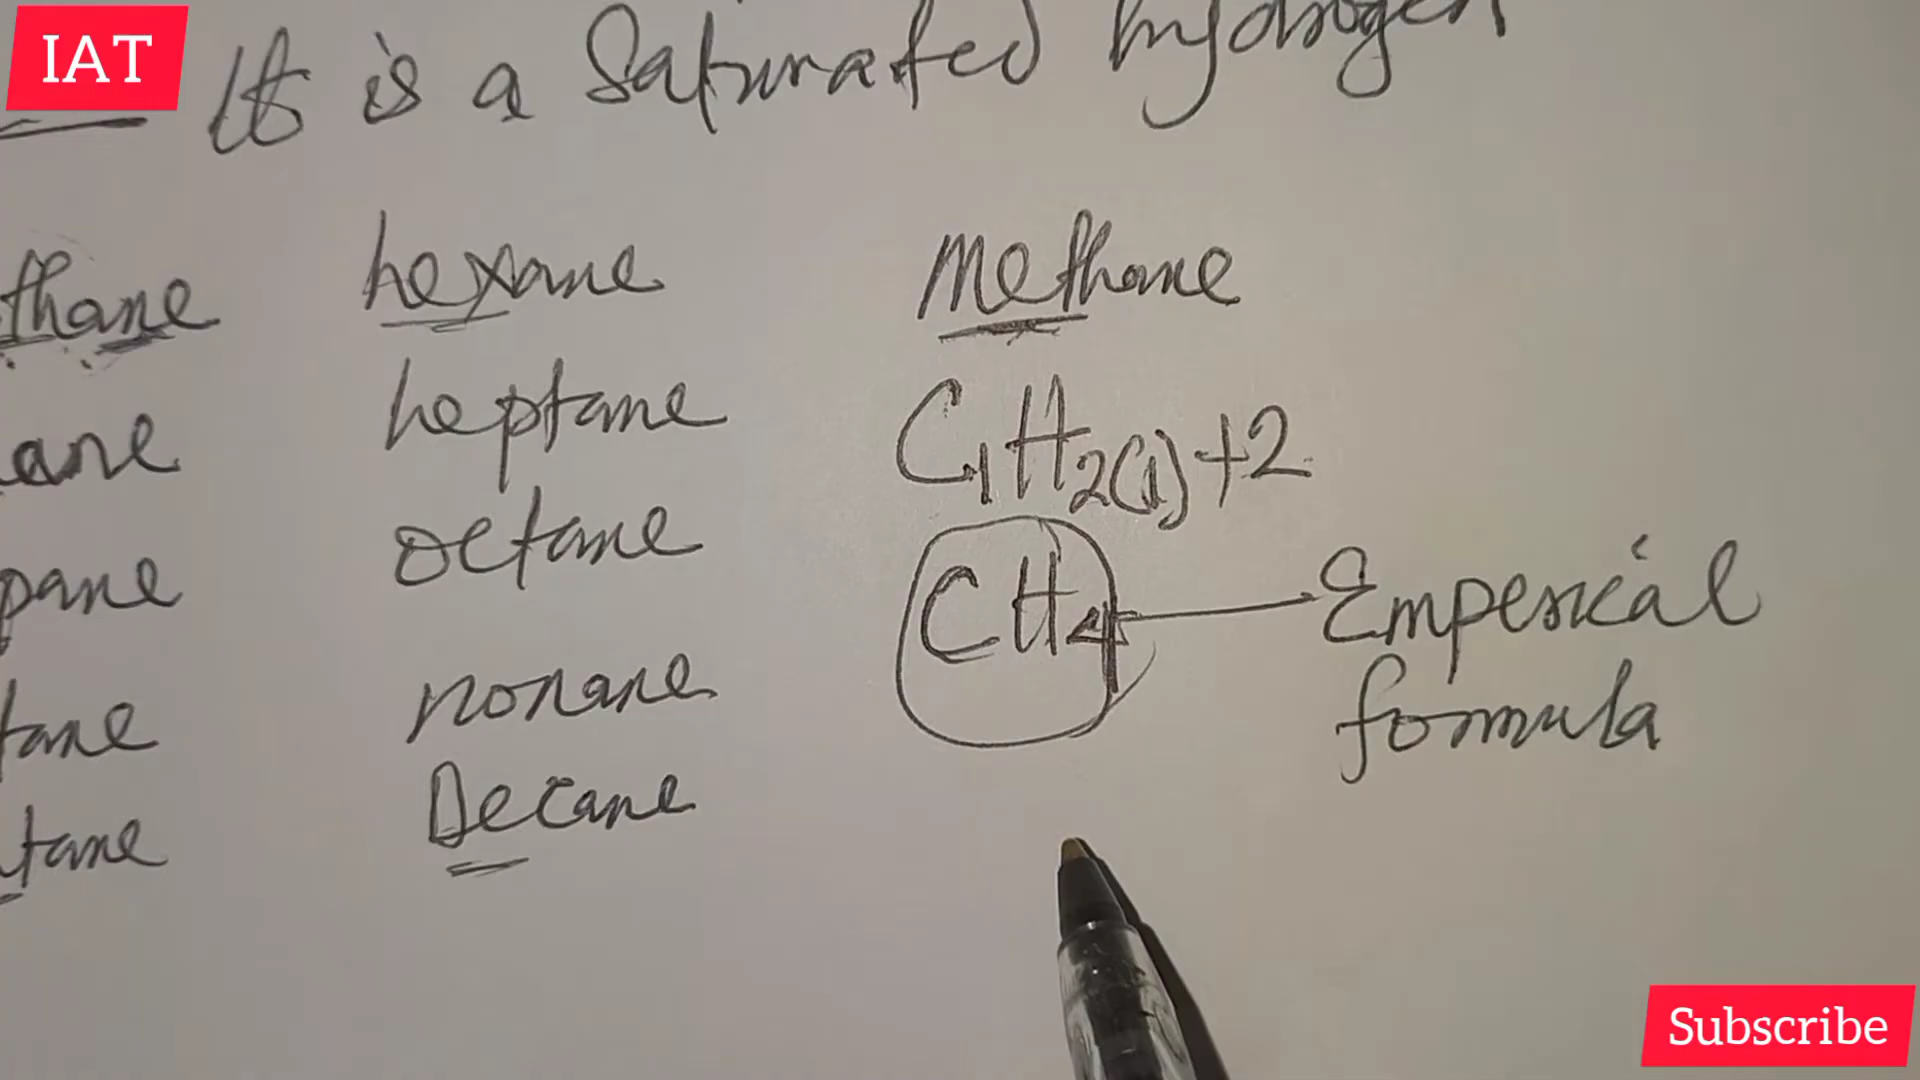 IAT
It is a Saturated hydrogen
thane hexane Methane
ane heptane C1H2(1)+2
pane octane CH4 Emperical
tane nonane formula
tane Decane
Subscribe